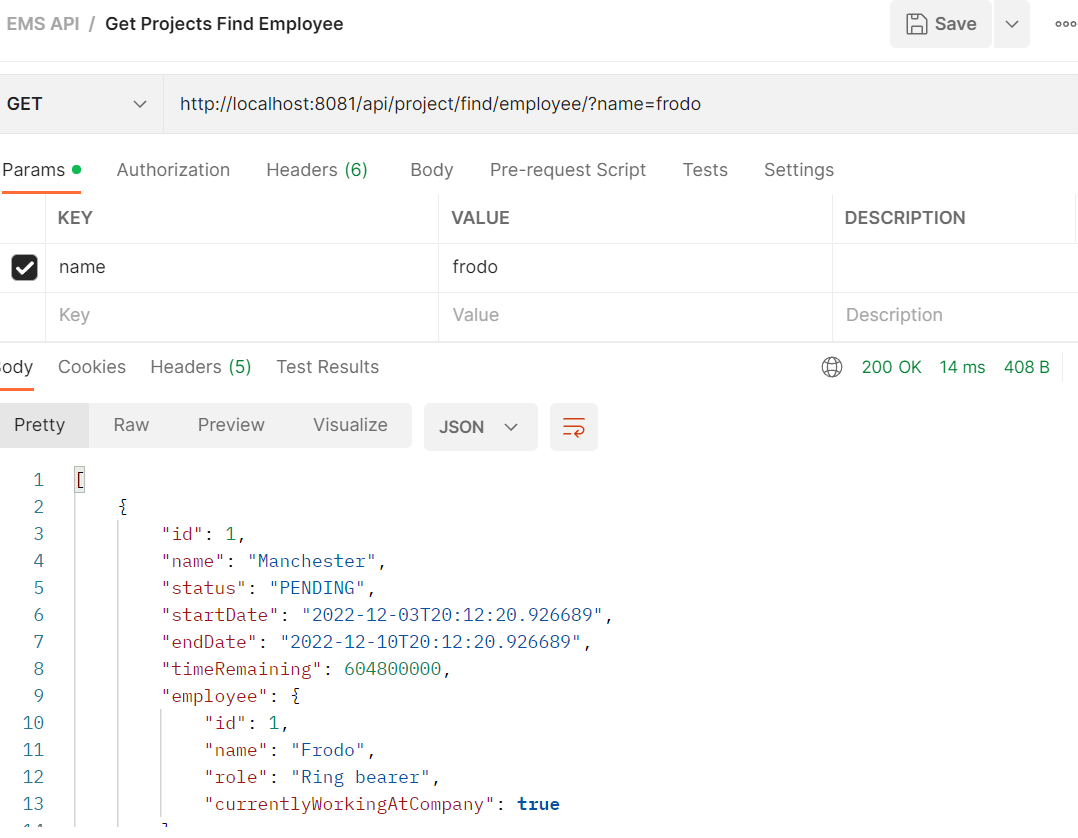 EMS API / Get Projects Find Employee
Save
GET
http://localhost:8081/api/project/find/employee/?name=frodo
Params
Authorization
Headers (6)
Body
Pre-request Script
Tests
Settings
KEY
VALUE
DESCRIPTION
name
frodo
Key
Value
Description
ody
Cookies
Headers (5)
Test Results
200 OK
14 ms
408 B
Pretty
Raw
Preview
Visualize
JSON
1 [
2 {
3 "id": 1,
4 "name": "Manchester",
5 "status": "PENDING",
6 "startDate": "2022-12-03T20:12:20.926689",
7 "endDate": "2022-12-10T20:12:20.926689",
8 "timeRemaining": 604800000,
9 "employee": {
10 "id": 1,
11 "name": "Frodo",
12 "role": "Ring bearer",
13 "currentlyWorkingAtCompany": true